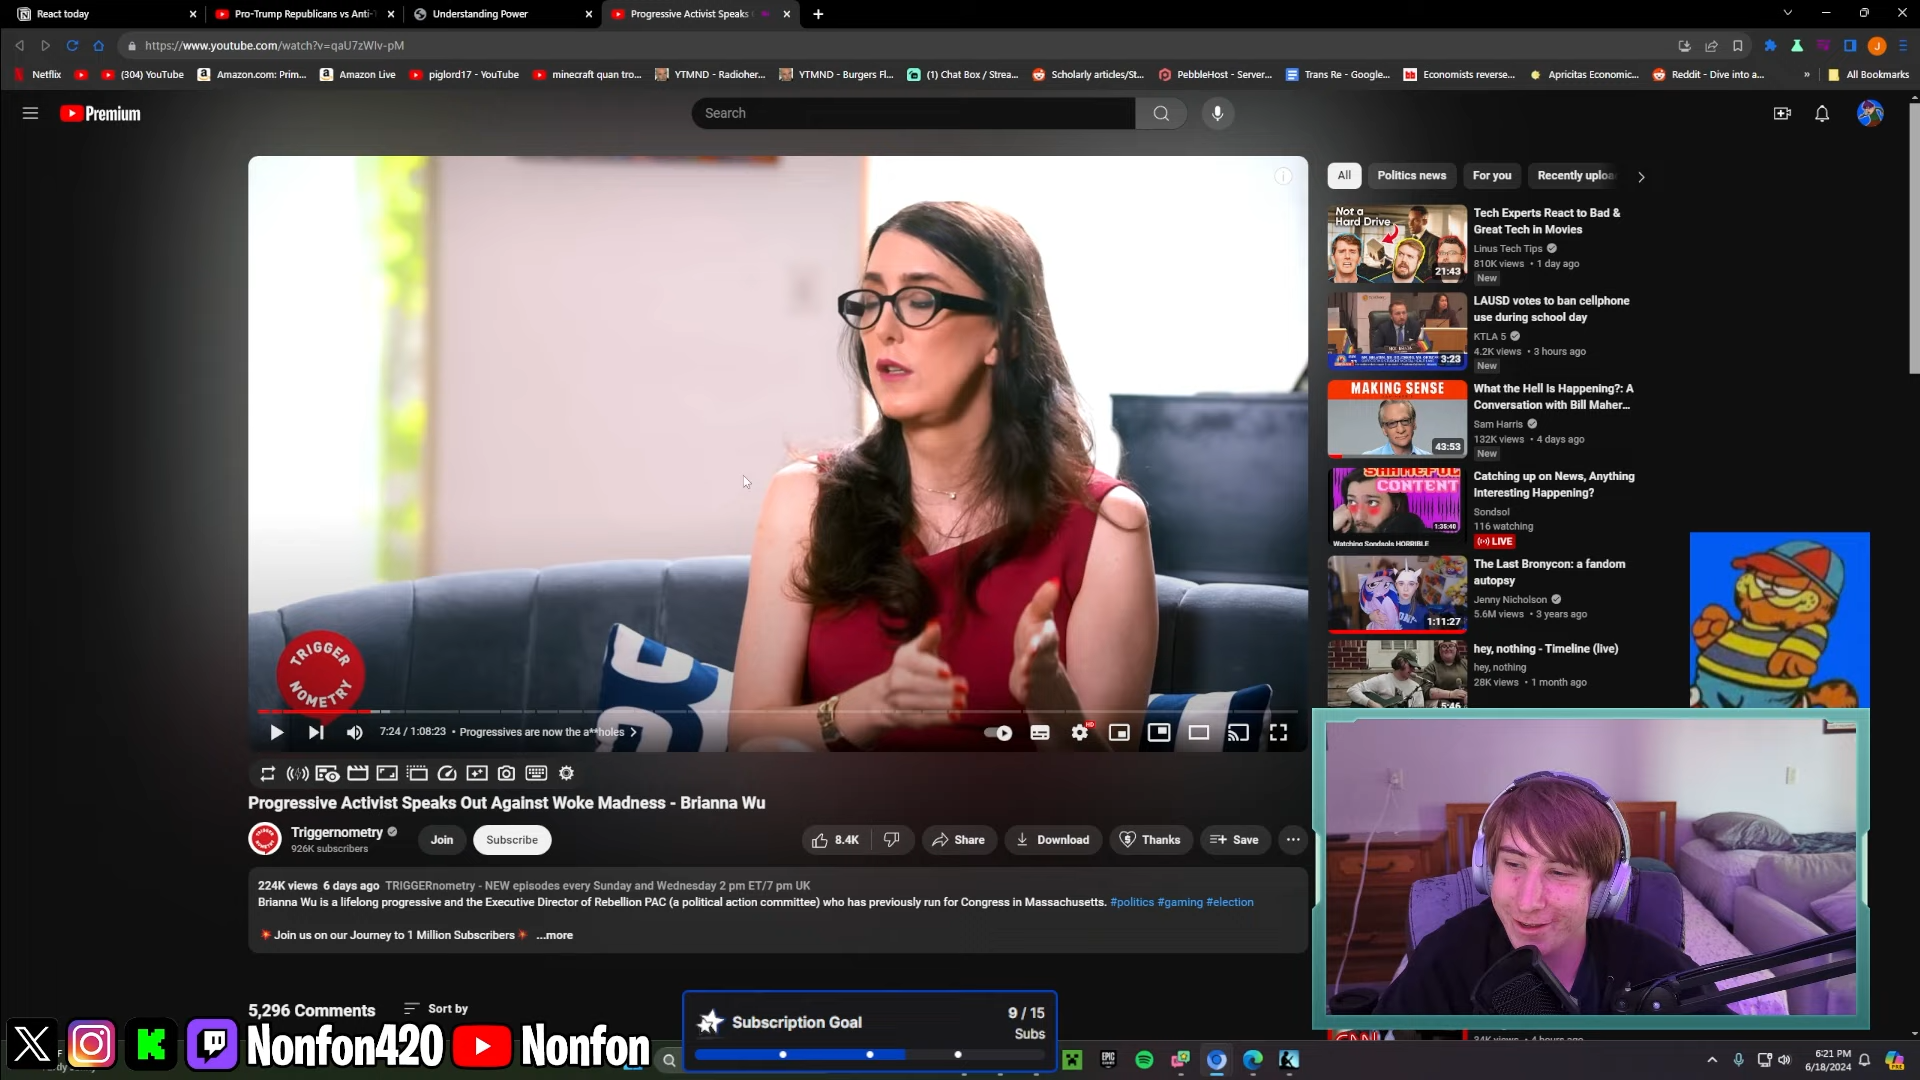 React today
Pro-Trump Republicans vs Anti-T
Understanding Power
Progressive Activist Speaks
https://www.youtube.com/watch?v=qaU7zWIv-pM
J
Netflix
(304) YouTube
Amazon.com: Prim...
Amazon Live
piglord17 - YouTube
minecraft quan tro...
YTMND - Radioher...
YTMND - Burgers Fl...
(1) Chat Box / Strea...
Scholarly articles/St...
PebbleHost - Server...
Trans Re - Google...
Economists reverse...
Apricitas Economic...
Reddit - Dive into a...
All Bookmarks
Premium
Search
All
Politics news
For you
Recently uploa
Not a
Hard Drive
21:43
Tech Experts React to Bad &
Great Tech in Movies
Linus Tech Tips
810K views • 1 day ago
New
3:23
LAUSD votes to ban cellphone
use during school day
KTLA 5
4.2K views • 3 hours ago
New
MAKING SENSE
43:53
What the Hell Is Happening?: A
Conversation with Bill Maher...
Sam Harris
132K views • 4 days ago
New
CONTENT
1:36:40
Watching Sondsols HORRIBLE
Catching up on News, Anything
Interesting Happening?
Sondsol
116 watching
LIVE
1:11:27
The Last Bronycon: a fandom
autopsy
Jenny Nicholson
5.6M views • 3 years ago
5:46
hey, nothing - Timeline (live)
hey, nothing
28K views • 1 month ago
TRIGGER
NOMETRY
7:24 / 1:08:23 • Progressives are now the a**holes
HD
Progressive Activist Speaks Out Against Woke Madness - Brianna Wu
Triggernometry
926K subscribers
Join
Subscribe
8.4K
Share
Download
Thanks
Save
224K views 6 days ago TRIGGERnometry - NEW episodes every Sunday and Wednesday 2 pm ET/7 pm UK
Brianna Wu is a lifelong progressive and the Executive Director of Rebellion PAC (a political action committee) who has previously run for Congress in Massachusetts. #politics #gaming #election
Join us on our Journey to 1 Million Subscribers ...more
5,296 Comments
Sort by
Subscription Goal
9 / 15
Subs
Nonfon420
Nonfon
EPIC
6:21 PM
6/18/2024